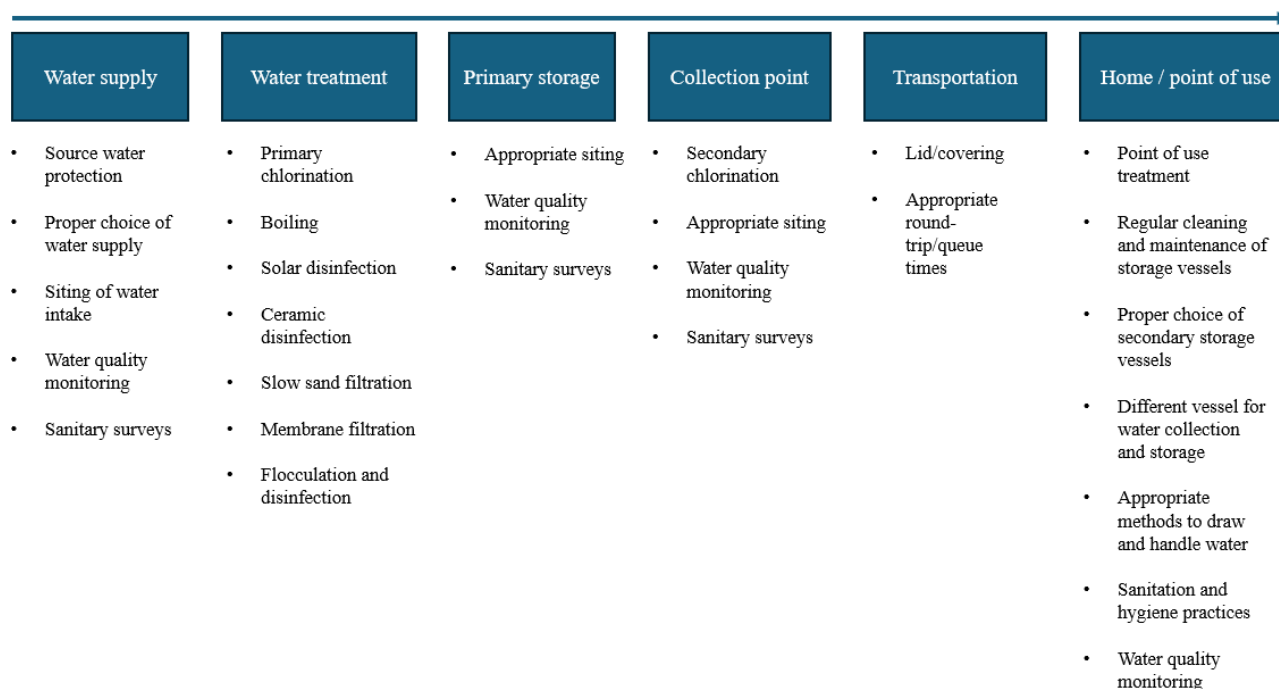 Water supply
Water treatment
Primary storage
Collection point
Transportation
Home / point of use
• Source water
protection
• Proper choice of
water supply
• Siting of water
intake
• Water quality
monitoring
• Sanitary surveys
• Primary
chlorination
• Boiling
• Solar disinfection
• Ceramic
disinfection
• Slow sand filtration
• Membrane filtration
• Flocculation and
disinfection
• Appropriate siting
• Water quality
monitoring
• Sanitary surveys
• Secondary
chlorination
• Appropriate siting
• Water quality
monitoring
• Sanitary surveys
• Lid/covering
• Appropriate
round-
trip/queue
times
• Point of use
treatment
• Regular cleaning
and maintenance of
storage vessels
• Proper choice of
secondary storage
vessels
• Different vessel for
water collection
and storage
• Appropriate
methods to draw
and handle water
• Sanitation and
hygiene practices
• Water quality
monitoring